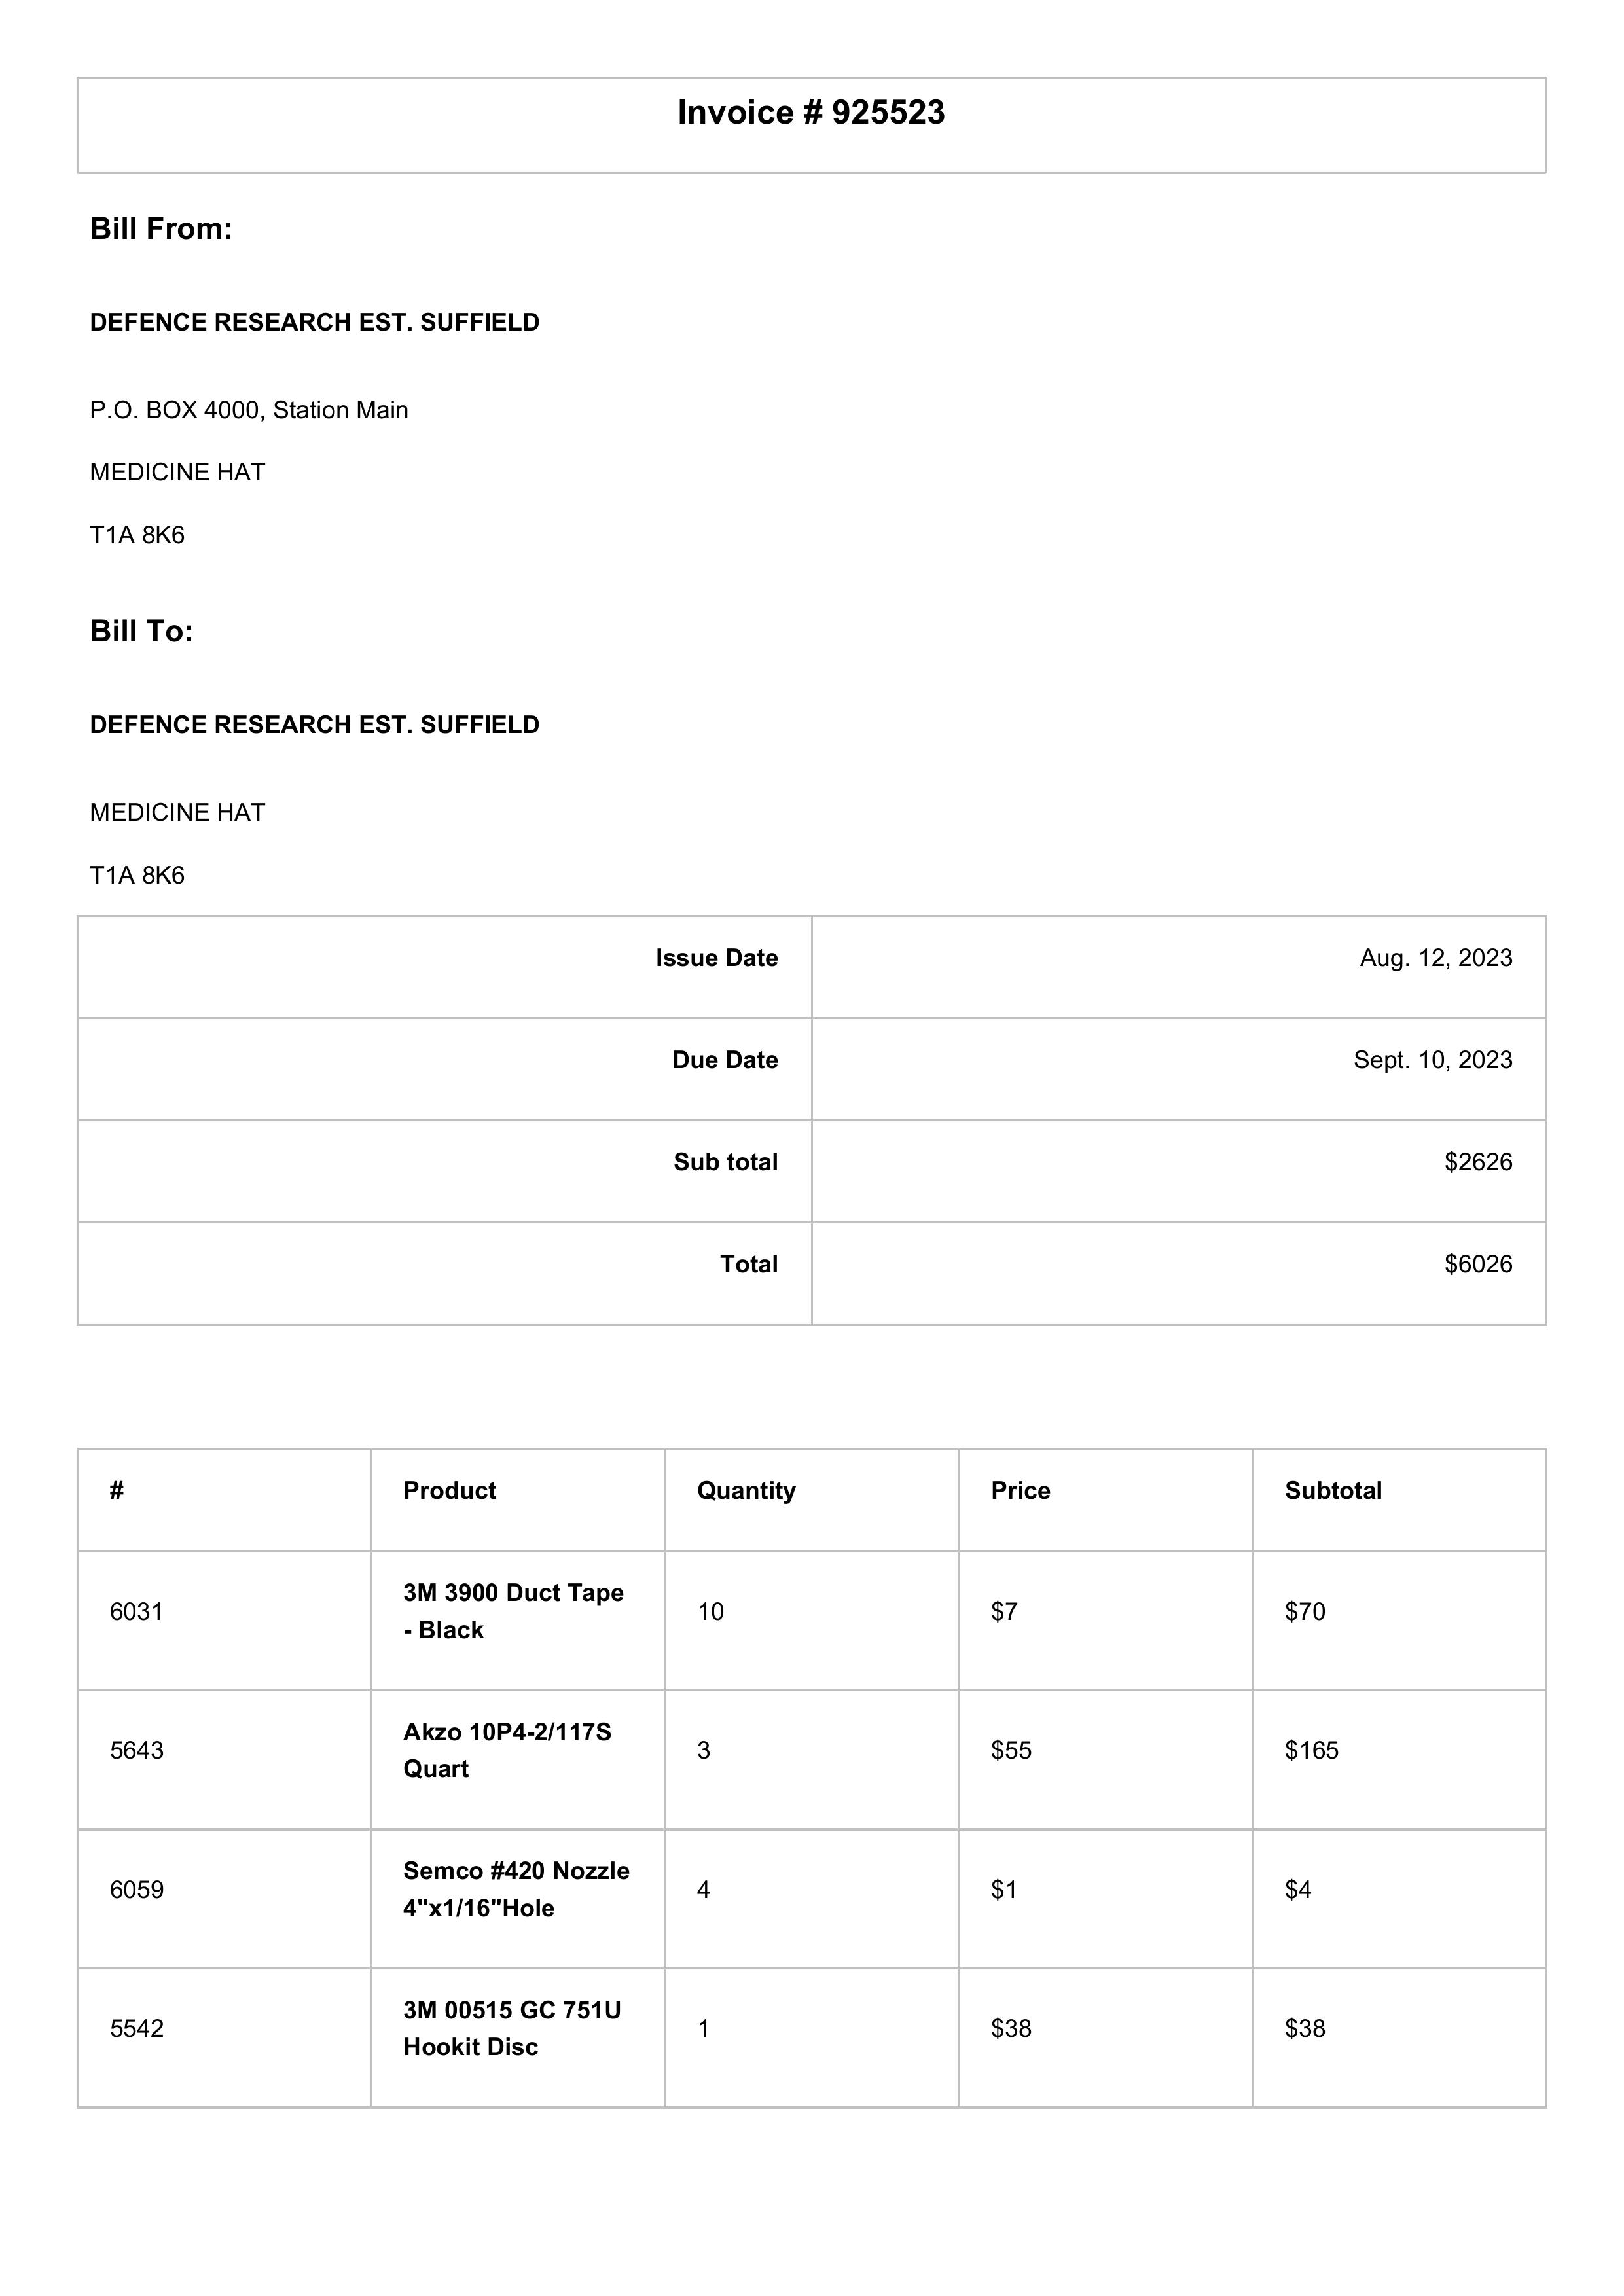 Invoice # 925523
Bill From:
DEFENCE RESEARCH EST. SUFFIELD
P.O. BOX 4000, Station Main
MEDICINE HAT
T1A 8K6
Bill To:
DEFENCE RESEARCH EST. SUFFIELD
MEDICINE HAT
T1A 8K6
Issue Date Aug. 12, 2023
Due Date Sept. 10, 2023
Sub total $2626
Total $6026
# Product Quantity Price Subtotal
6031 3M 3900 Duct Tape - Black 10 $7 $70
5643 Akzo 10P4-2/117S Quart 3 $55 $165
6059 Semco #420 Nozzle 4"x1/16"Hole 4 $1 $4
5542 3M 00515 GC 751U Hookit Disc 1 $38 $38